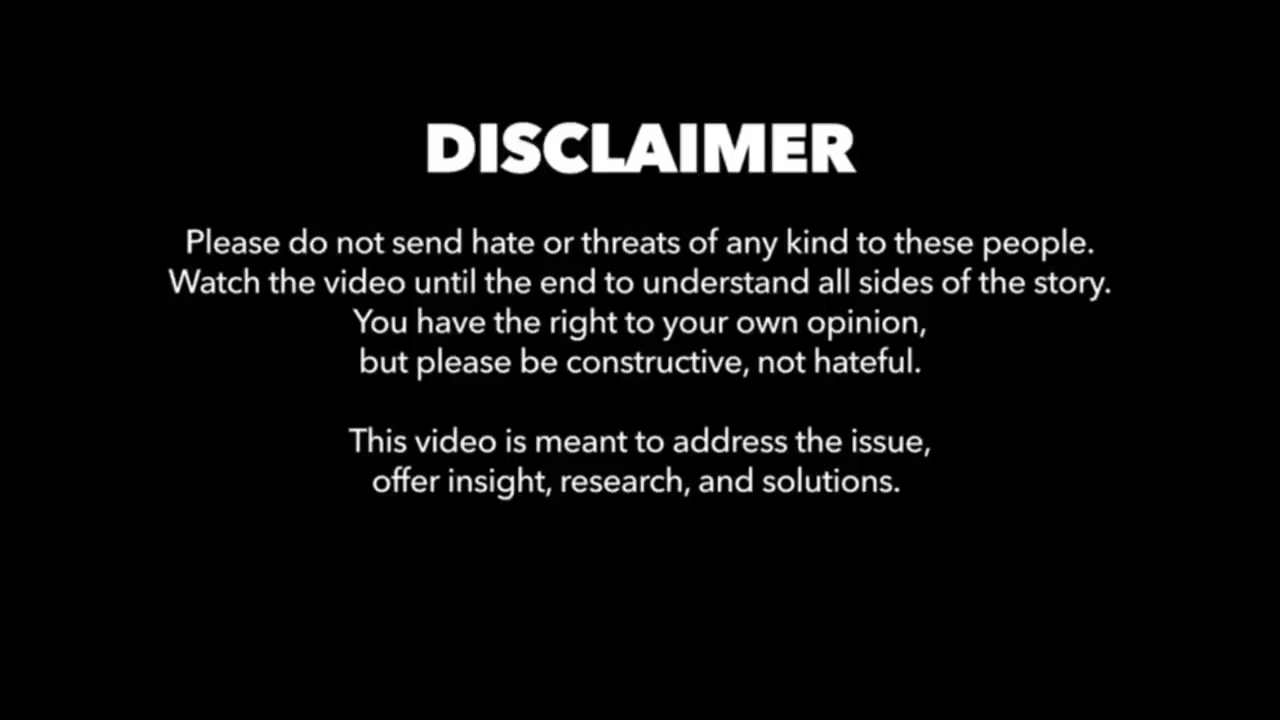 DISCLAIMER
Please do not send hate or threats of any kind to these people.
Watch the video until the end to understand all sides of the story.
You have the right to your own opinion,
but please be constructive, not hateful.
This video is meant to address the issue,
offer insight, research, and solutions.